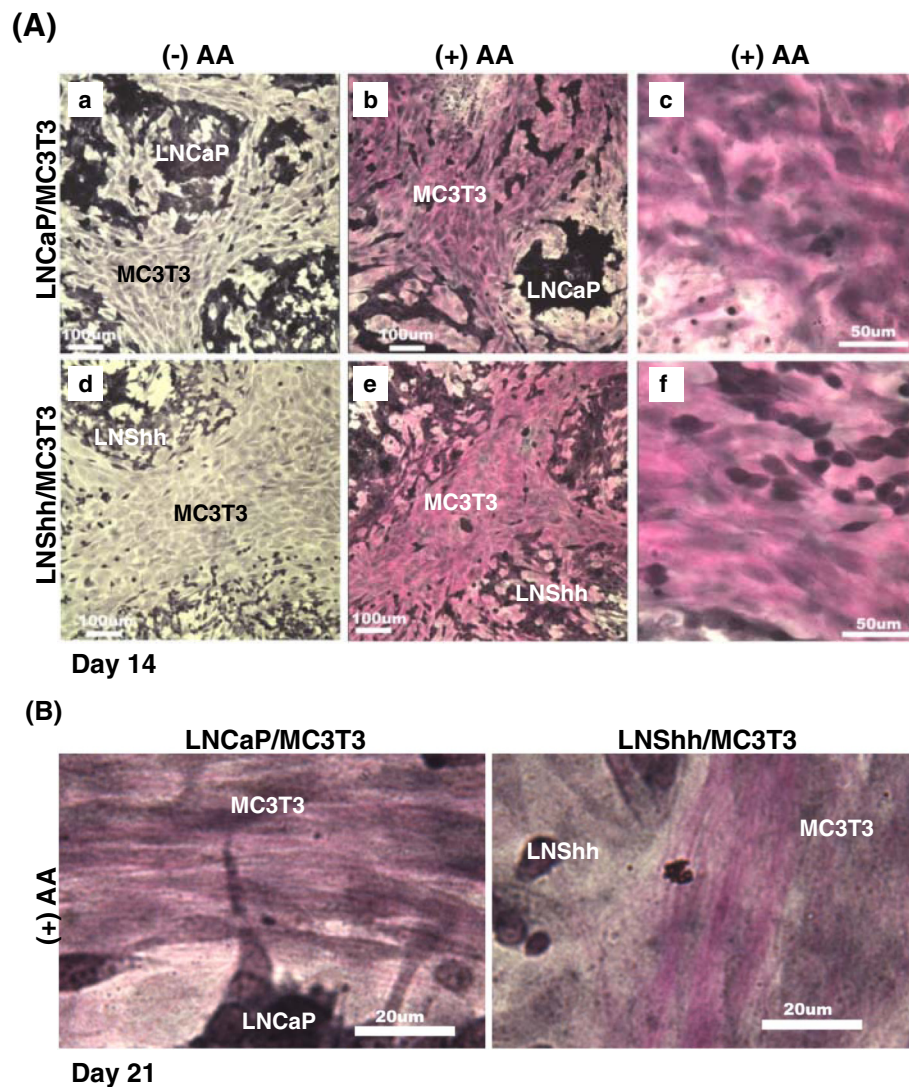 (A)
(-) AA
(+) AA
(+) AA
LNCaP/MC3T3
a
LNCaP
MC3T3
100um
b
MC3T3
LNCaP
100um
c
50um
LNShh/MC3T3
d
LNShh
MC3T3
100um
e
MC3T3
LNShh
100um
f
50um
Day 14
(B)
LNCaP/MC3T3
LNShh/MC3T3
(+) AA
MC3T3
LNCaP
20um
LNShh
MC3T3
20um
Day 21